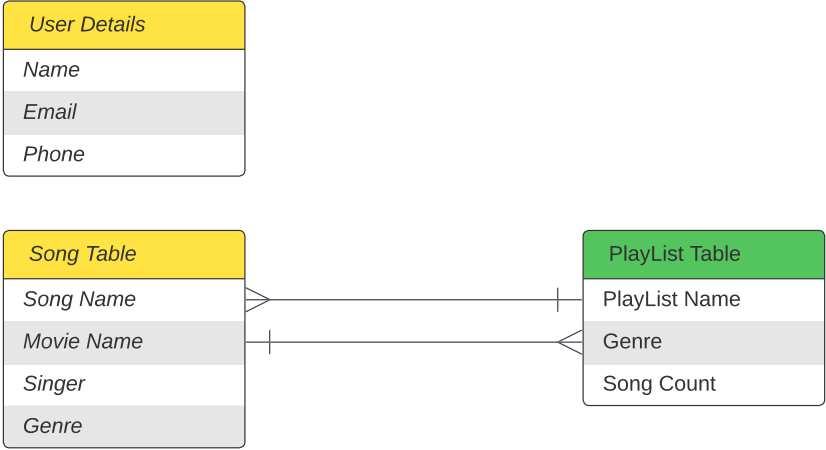 User Details
Name
Email
Phone
Song Table
Song Name
Movie Name
Singer
Genre
PlayList Table
PlayList Name
Genre
Song Count